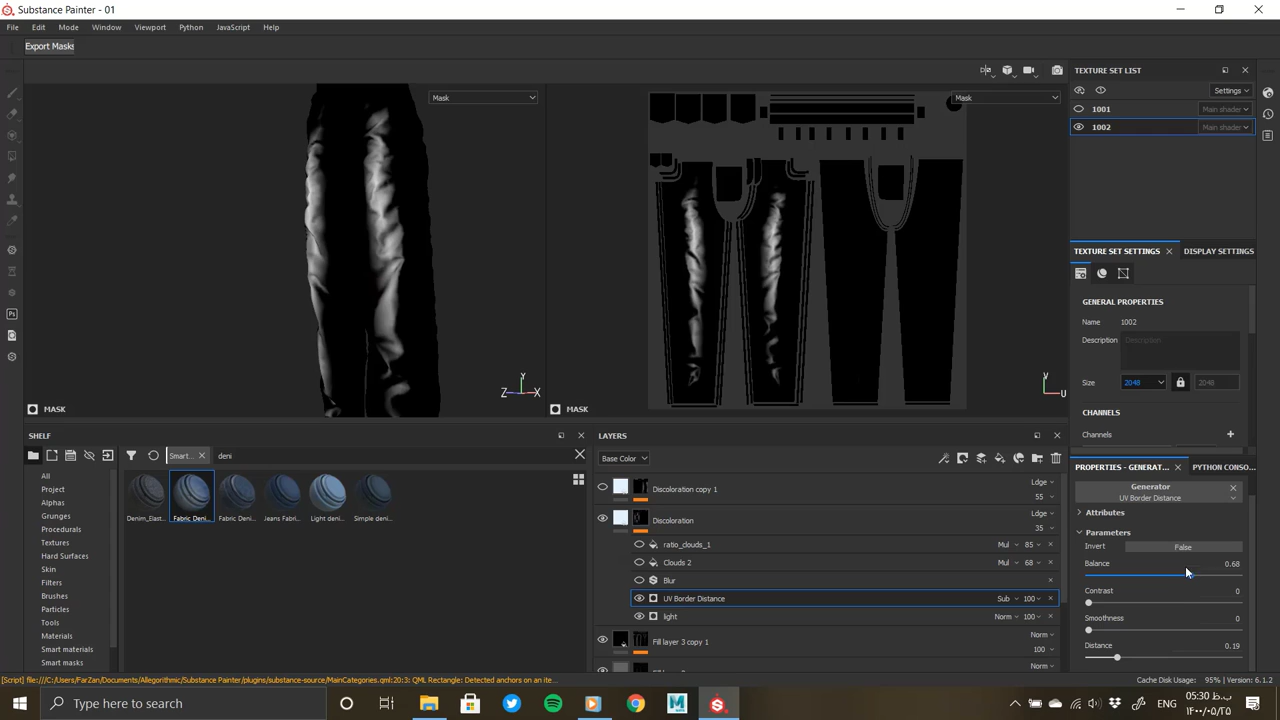 Substance Painter - 01
File Edit Mode Window Viewport Python JavaScript Help
Export Masks
Mask
Mask
MASK
MASK
Y
Z X
V
U
TEXTURE SET LIST
Settings
1001 Main shader
1002 Main shader
TEXTURE SET SETTINGS DISPLAY SETTINGS
Ps
GENERAL PROPERTIES
Name 1002
Description Description
Size 2048 2048
CHANNELS
Channels
SHELF
Smart... deni
All
Project
Alphas
Grunges
Procedurals
Textures
Hard Surfaces
Skin
Filters
Brushes
Particles
Tools
Materials
Smart materials
Smart masks
Denim_Elast... Fabric Deni... Fabric Deni... Jeans Fabri... Light deni... Simple deni...
LAYERS
Base Color
Discoloration copy 1 Ldge 55
Discoloration Ldge 35
ratio_clouds_1 Mul 85
Clouds 2 Mul 68
Blur
UV Border Distance Sub 100
light Norm 100
Fill layer 3 copy 1 Norm 100
Norm
PROPERTIES - GENERAT... PYTHON CONSO...
Generator
UV Border Distance
Attributes
Parameters
Invert False
Balance 0.68
Contrast 0
Smoothness 0
Distance 0.19
[Script] file:///C:/Users/FarZan/Documents/Allegorithmic/Substance Painter/plugins/substance-source/MainCategories.qml:20:3: QML Rectangle: Detected anchors on an ite...
Cache Disk Usage: 95% | Version: 6.1.2
Type here to search
ENG
05:30 ب.ظ
۱۴۰۰/۰۵/۲۵